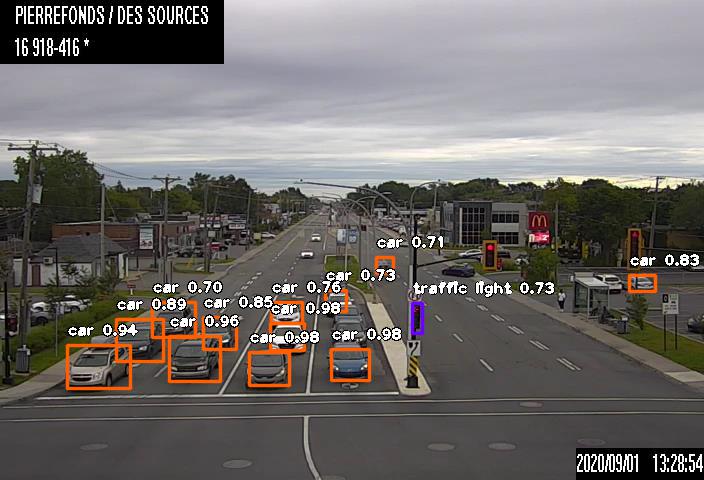 PIERREFONDS / DES SOURCES
16 918-416 *
car 0.71
car 0.83
car 0.73
car 0.76
traffic light 0.73
car 0.70
car 0.85
car 0.89
car 0.98
car 0.96
car 0.94
car 0.98
car 0.98
2020/09/01 13:28:54